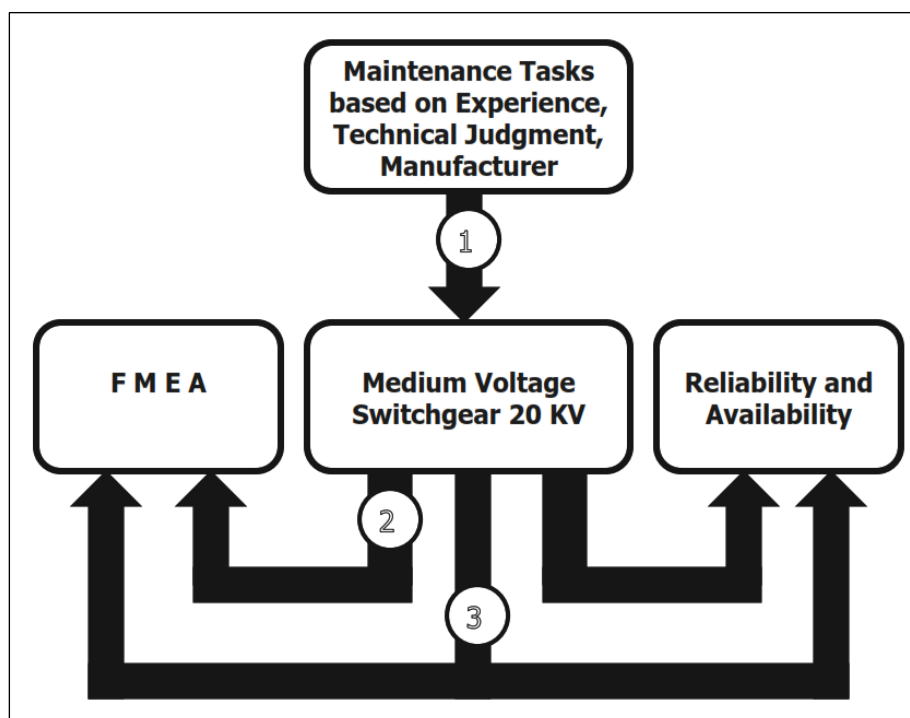 Maintenance Tasks
based on Experience,
Technical Judgment,
Manufacturer
1
F M E A
Medium Voltage
Switchgear 20 KV
Reliability and
Availability
2
3